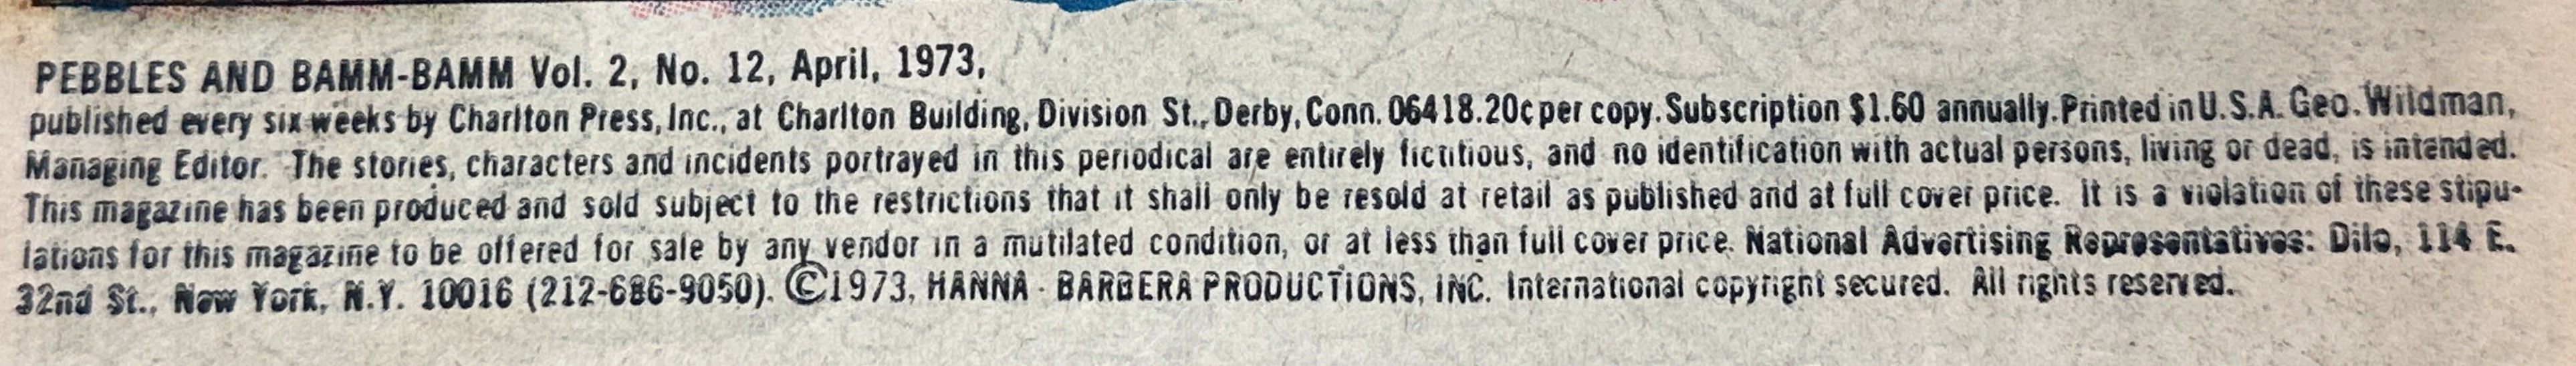 PEBBLES AND BAMM-BAMM Vol. 2, No. 12, April, 1973,
published every six weeks by Charlton Press, Inc., at Charlton Building, Division St., Derby, Conn. 06418. 20¢ per copy. Subscription $1.60 annually. Printed in U.S.A. Geo. Wildman,
Managing Editor. The stories, characters and incidents portrayed in this periodical are entirely fictitious, and no identification with actual persons, living or dead, is intended.
This magazine has been produced and sold subject to the restrictions that it shall only be resold at retail as published and at full cover price. It is a violation of these stipu-
lations for this magazine to be offered for sale by any vendor in a mutilated condition, or at less than full cover price. National Advertising Representatives: Dilo, 114 E.
32nd St., New York, N.Y. 10016 (212-686-9050). ©1973, HANNA - BARBERA PRODUCTIONS, INC. International copyright secured. All rights reserved.